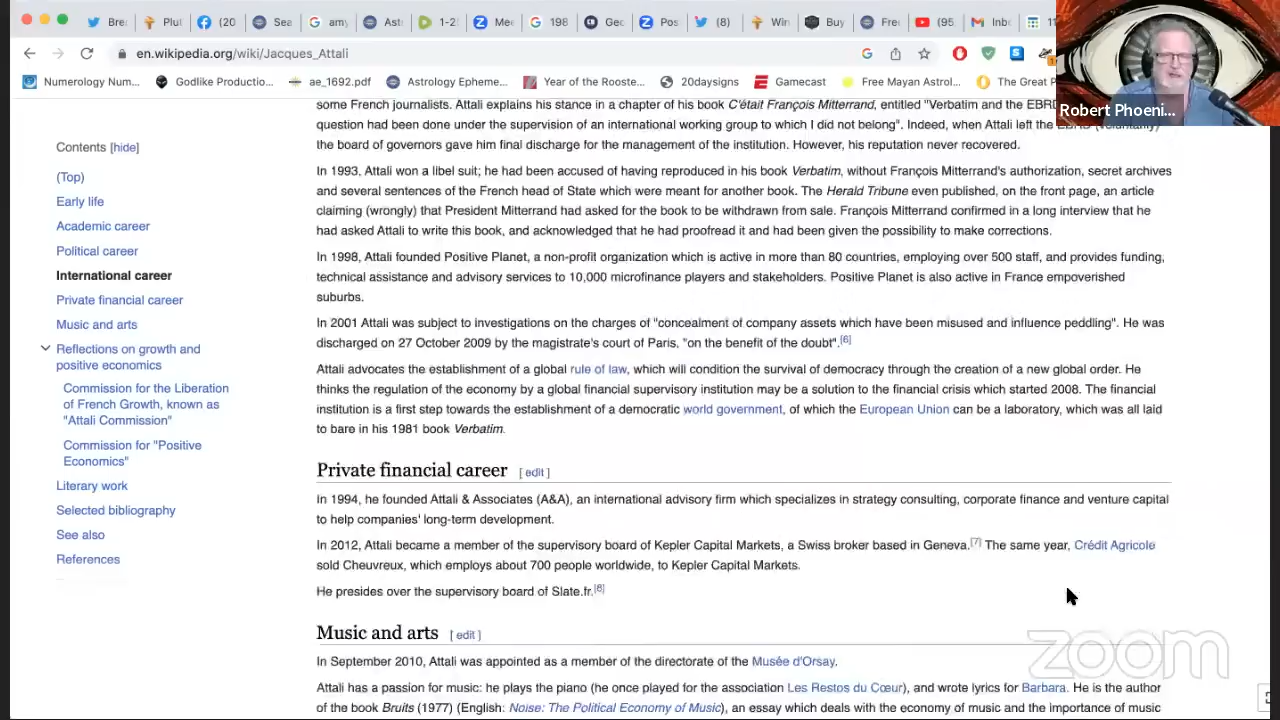 Bre
Plut
(20
Sea
amy
Ast
1-2
Mee
198
Geo
Pos
(8)
Win
Buy
Fre
(95
Inb
11
en.wikipedia.org/wiki/Jacques_Attali
Numerology Num...
Godlike Productio...
ae_1692.pdf
Astrology Epheme...
Year of the Rooste...
20daysigns
Gamecast
Free Mayan Astrol...
The Great P
Robert Phoeni...
some French journalists. Attali explains his stance in a chapter of his book C'était François Mitterrand, entitled "Verbatim and the EBRD
question had been done under the supervision of an international working group to which I did not belong". Indeed, when Attali left the EBRD (voluntarily)
the board of governors gave him final discharge for the management of the institution. However, his reputation never recovered.
In 1993, Attali won a libel suit; he had been accused of having reproduced in his book Verbatim, without François Mitterrand's authorization, secret archives
and several sentences of the French head of State which were meant for another book. The Herald Tribune even published, on the front page, an article
claiming (wrongly) that President Mitterrand had asked for the book to be withdrawn from sale. François Mitterrand confirmed in a long interview that he
had asked Attali to write this book, and acknowledged that he had proofread it and had been given the possibility to make corrections.
In 1998, Attali founded Positive Planet, a non-profit organization which is active in more than 80 countries, employing over 500 staff, and provides funding,
technical assistance and advisory services to 10,000 microfinance players and stakeholders. Positive Planet is also active in France empoverished
suburbs.
In 2001 Attali was subject to investigations on the charges of "concealment of company assets which have been misused and influence peddling". He was
discharged on 27 October 2009 by the magistrate's court of Paris, "on the benefit of the doubt".[6]
Attali advocates the establishment of a global rule of law, which will condition the survival of democracy through the creation of a new global order. He
thinks the regulation of the economy by a global financial supervisory institution may be a solution to the financial crisis which started 2008. The financial
institution is a first step towards the establishment of a democratic world government, of which the European Union can be a laboratory, which was all laid
to bare in his 1981 book Verbatim.
Private financial career [ edit ]
In 1994, he founded Attali & Associates (A&A), an international advisory firm which specializes in strategy consulting, corporate finance and venture capital
to help companies' long-term development.
In 2012, Attali became a member of the supervisory board of Kepler Capital Markets, a Swiss broker based in Geneva.[7] The same year, Crédit Agricole
sold Cheuvreux, which employs about 700 people worldwide, to Kepler Capital Markets.
He presides over the supervisory board of Slate.fr.[8]
Music and arts [ edit ]
In September 2010, Attali was appointed as a member of the directorate of the Musée d'Orsay.
Attali has a passion for music: he plays the piano (he once played for the association Les Restos du Cœur), and wrote lyrics for Barbara. He is the author
of the book Bruits (1977) (English: Noise: The Political Economy of Music), an essay which deals with the economy of music and the importance of music
Contents [hide]
(Top)
Early life
Academic career
Political career
International career
Private financial career
Music and arts
Reflections on growth and
positive economics
Commission for the Liberation
of French Growth, known as
"Attali Commission"
Commission for "Positive
Economics"
Literary work
Selected bibliography
See also
References
zoom